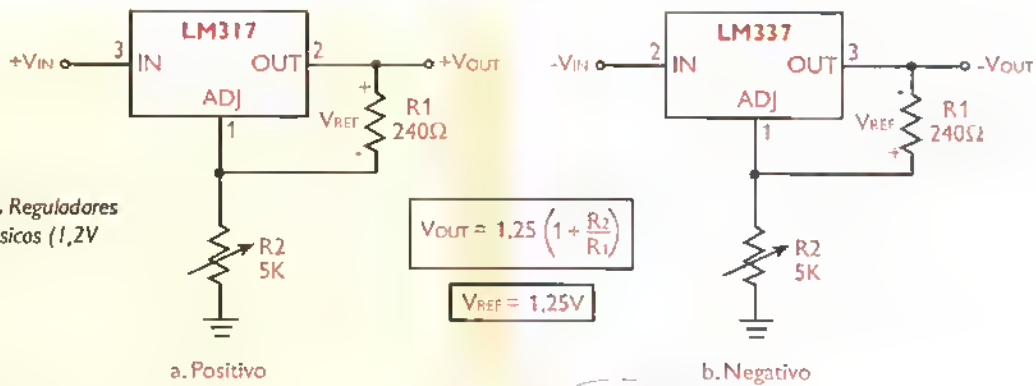 LM317
+VIN 3 IN OUT 2 +VOUT
ADJ
1
+
VREF
-
R1
240Ω
R2
5K
a. Positivo
. Reguladores
sicos (1,2V
VOUT = 1,25 (1 + R2/R1)
VREF = 1,25V
LM337
-VIN 2 IN OUT 3 -VOUT
ADJ
1
-
VREF
+
R1
240Ω
R2
5K
b. Negativo